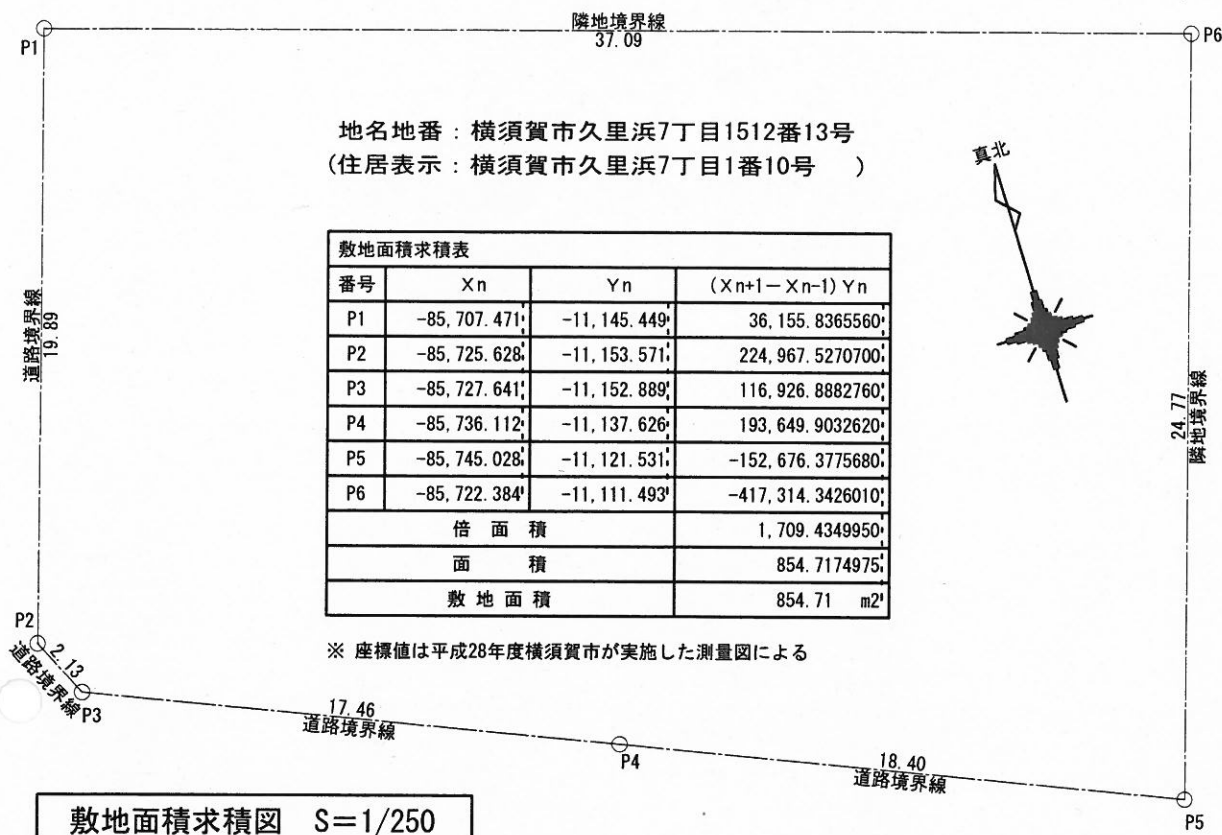 隣地境界線
37.09
P1
P6
地名地番：横須賀市久里浜7丁目1512番13号
(住居表示：横須賀市久里浜7丁目1番10号　)
真北
敷地面積求積表
番号 Xn Yn (Xn+1－Xn-1)Yn
P1 -85,707.471 -11,145.449 36,155.8365560
P2 -85,725.628 -11,153.571 224,967.5270700
P3 -85,727.641 -11,152.889 116,926.8882760
P4 -85,736.112 -11,137.626 193,649.9032620
P5 -85,745.028 -11,121.531 -152,676.3775680
P6 -85,722.384 -11,111.493 -417,314.3426010
倍面積 1,709.4349950
面積 854.7174975
敷地面積 854.71 m2
道路境界線
19.89
24.77
隣地境界線
※ 座標値は平成28年度横須賀市が実施した測量図による
P2
2.13
道路境界線
P3
17.46
道路境界線
P4
18.40
道路境界線
P5
敷地面積求積図 S=1/250